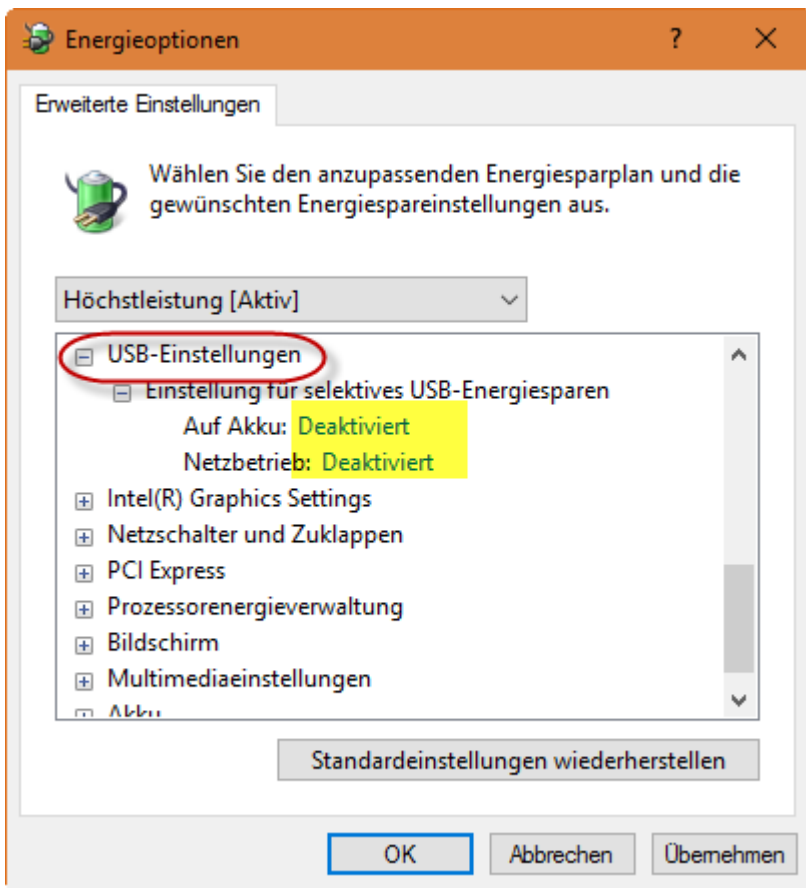 Energieoptionen ?
Erweiterte Einstellungen
Wählen Sie den anzupassenden Energiesparplan und die
gewünschten Energiespareinstellungen aus.
Höchstleistung [Aktiv]
USB-Einstellungen
Einstellung für selektives USB-Energiesparen
Auf Akku: Deaktiviert
Netzbetrieb: Deaktiviert
Intel(R) Graphics Settings
Netzschalter und Zuklappen
PCI Express
Prozessorenergieverwaltung
Bildschirm
Multimediaeinstellungen
Akku
Standardeinstellungen wiederherstellen
OK Abbrechen Übernehmen